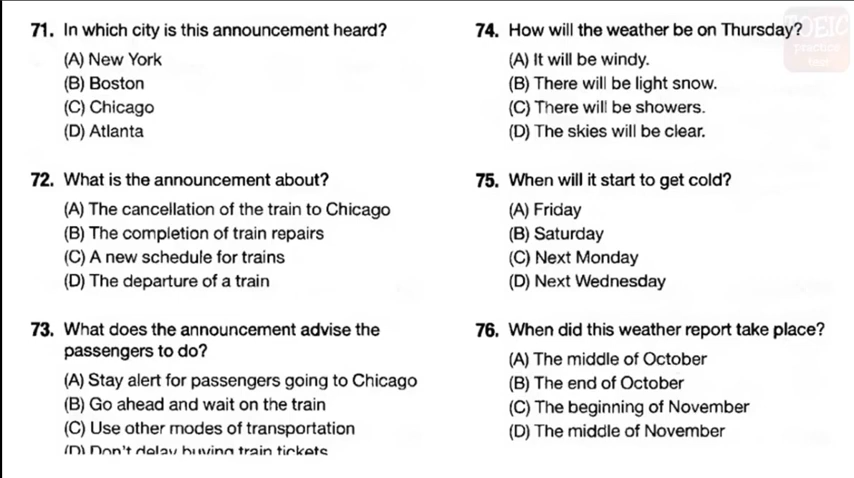 71. In which city is this announcement heard?
(A) New York
(B) Boston
(C) Chicago
(D) Atlanta
72. What is the announcement about?
(A) The cancellation of the train to Chicago
(B) The completion of train repairs
(C) A new schedule for trains
(D) The departure of a train
73. What does the announcement advise the
passengers to do?
(A) Stay alert for passengers going to Chicago
(B) Go ahead and wait on the train
(C) Use other modes of transportation
(D) Don't delay buying train tickets
74. How will the weather be on Thursday?
(A) It will be windy.
(B) There will be light snow.
(C) There will be showers.
(D) The skies will be clear.
75. When will it start to get cold?
(A) Friday
(B) Saturday
(C) Next Monday
(D) Next Wednesday
76. When did this weather report take place?
(A) The middle of October
(B) The end of October
(C) The beginning of November
(D) The middle of November
TOEIC
practice
test